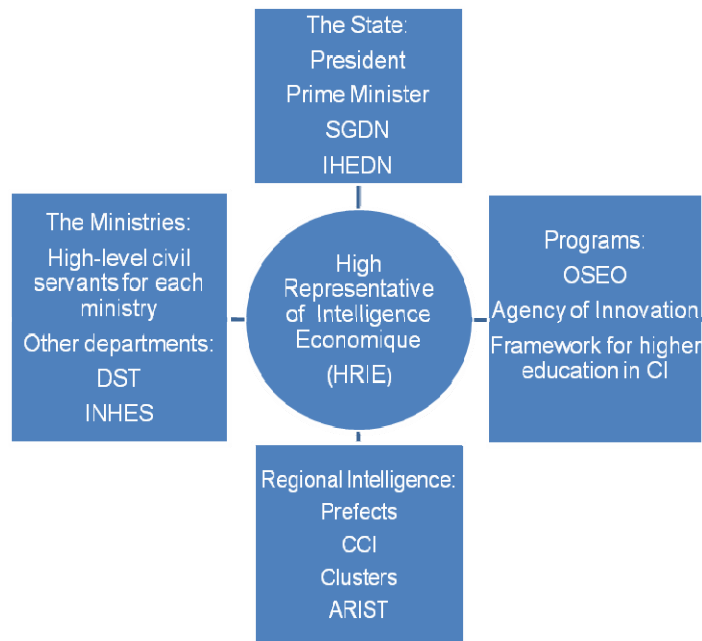 The State:
President
Prime Minister
SGDN
IHEDN
The Ministries:
High-level civil
servants for each
ministry
Other departments:
DST
INHES
High
Representative
of Intelligence
Economique
(HRIE)
Programs:
OSEO
Agency of Innovation
Framework for higher
education in CI
Regional Intelligence:
Prefects
CCI
Clusters
ARIST